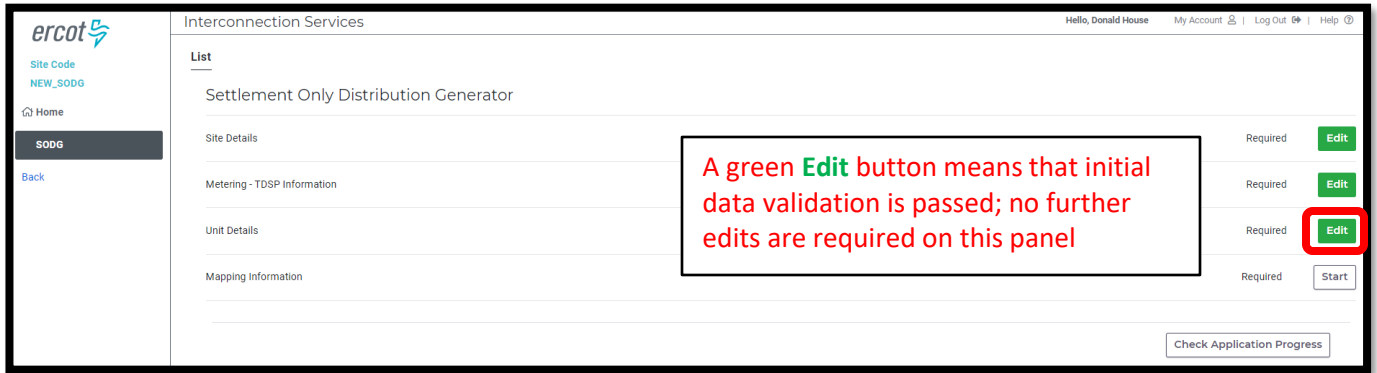 ercot
Interconnection Services
Hello, Donald House My Account | Log Out | Help
Site Code
NEW_SODG
Home
SODG
Back
List
Settlement Only Distribution Generator
Site Details Required Edit
Metering - TDSP Information Required Edit
Unit Details Required Edit
Mapping Information Required Start
A green Edit button means that initial
data validation is passed; no further
edits are required on this panel
Check Application Progress